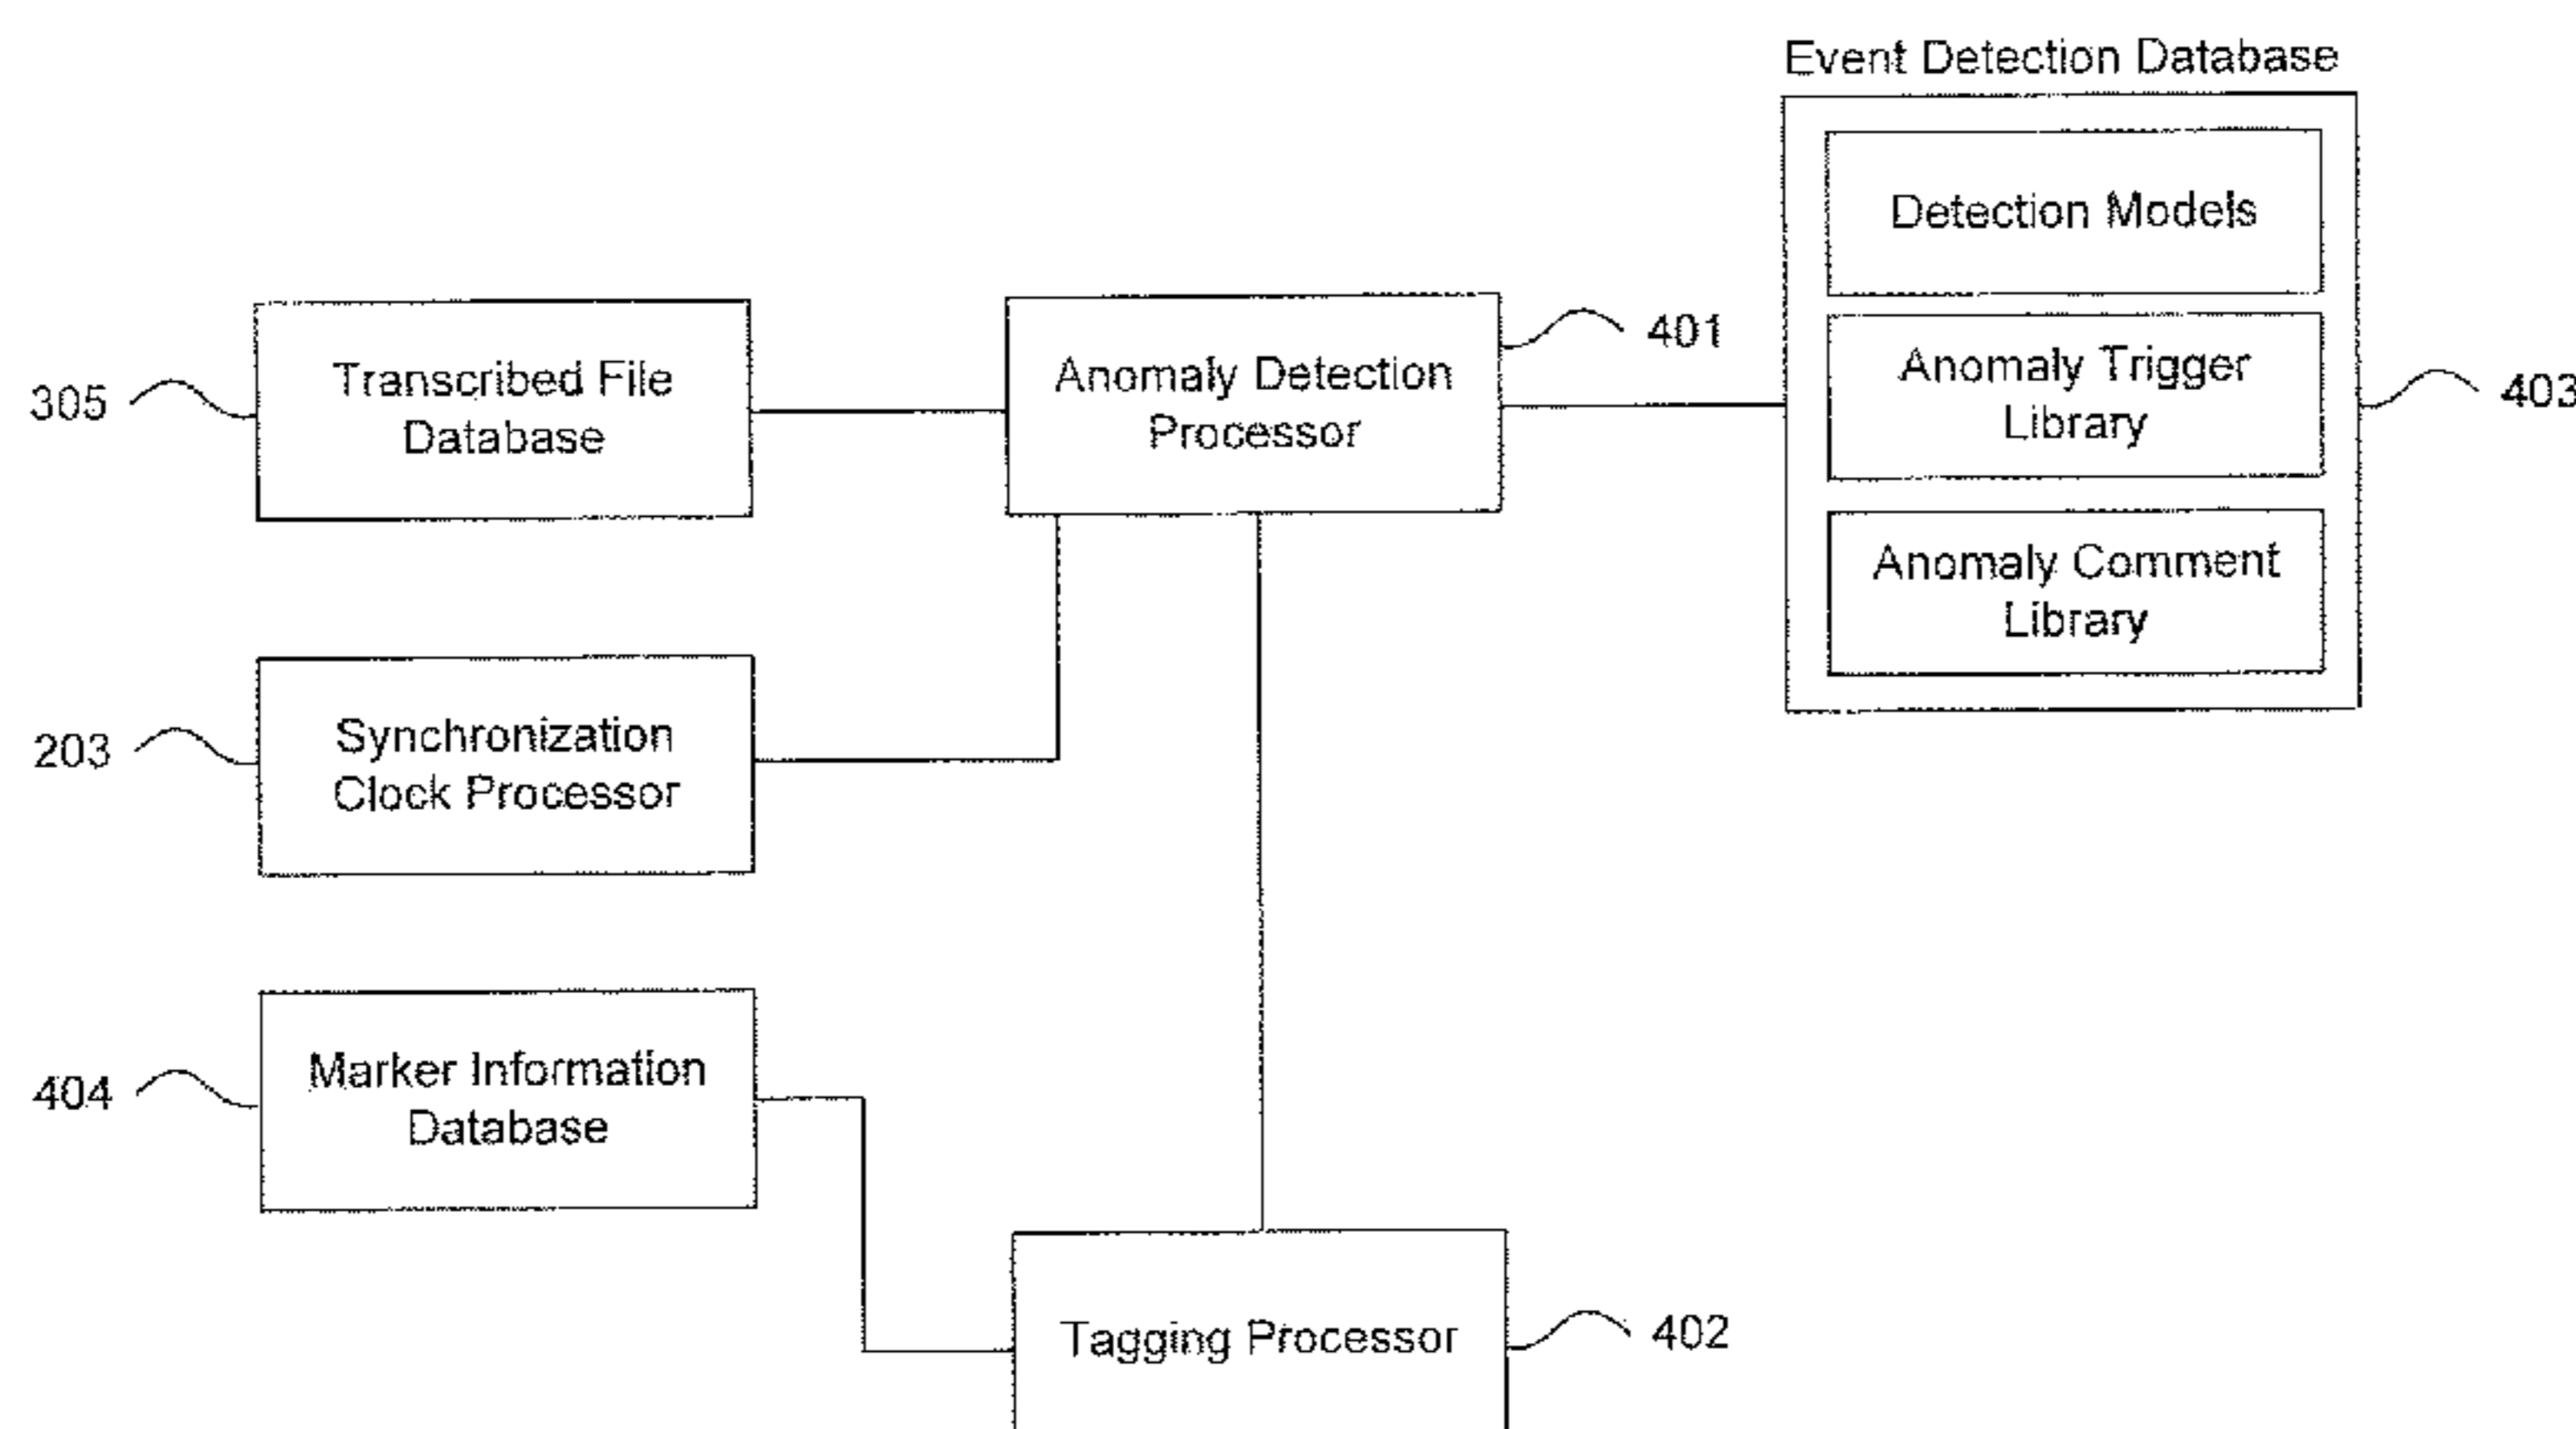 Event Detection Database
Detection Models
Anomaly Trigger
Library
Anomaly Comment
Library
403
305
Transcribed File
Database
Anomaly Detection
Processor
401
203
Synchronization
Clock Processor
404
Marker Information
Database
Tagging Processor
402